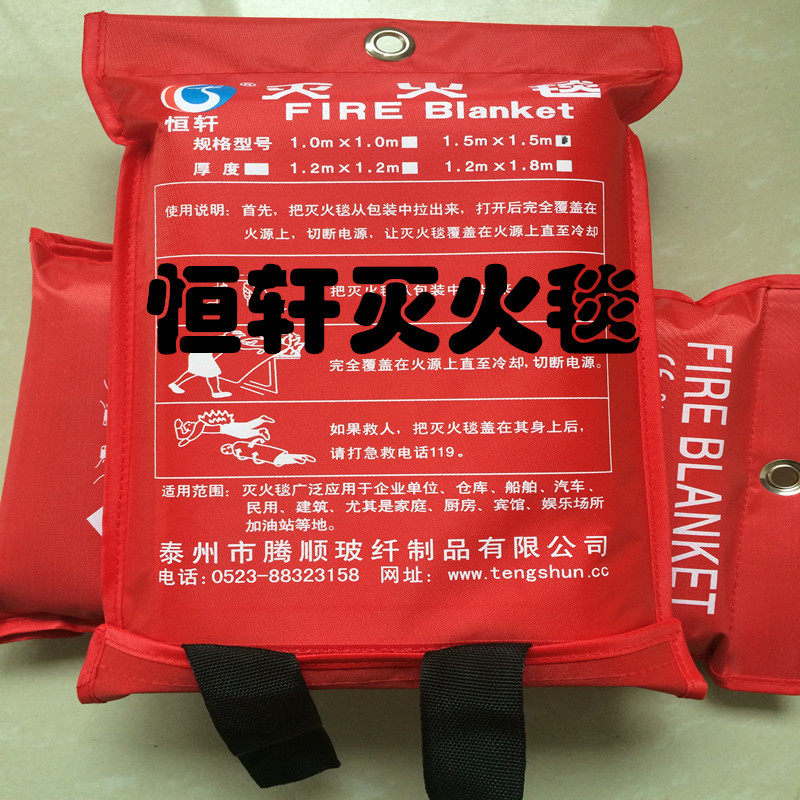 ® 灭 火 毯
FIRE Blanket
恒轩
规格型号 1.0m×1.0m 1.5m×1.5m
厚度 1.2m×1.2m 1.2m×1.8m
使用说明: 首先, 把灭火毯从包装中拉出来, 打开后完全覆盖在
火源上, 切断电源, 让灭火毯覆盖在火源上直至冷却
把灭火毯从包装中
恒轩灭火毯
完全覆盖在火源上直至冷却,切断电源。
如果救人, 把灭火毯盖在其身上后,
请打急救电话119。
适用范围: 灭火毯广泛应用于企业单位、仓库、船舶、汽车、
民用、建筑、尤其是家庭、厨房、宾馆、娱乐场所
加油站等地。
泰州市腾顺玻纤制品有限公司
电话:0523-88323158 网址: www.tengshun.cc
FIRE BLANKET